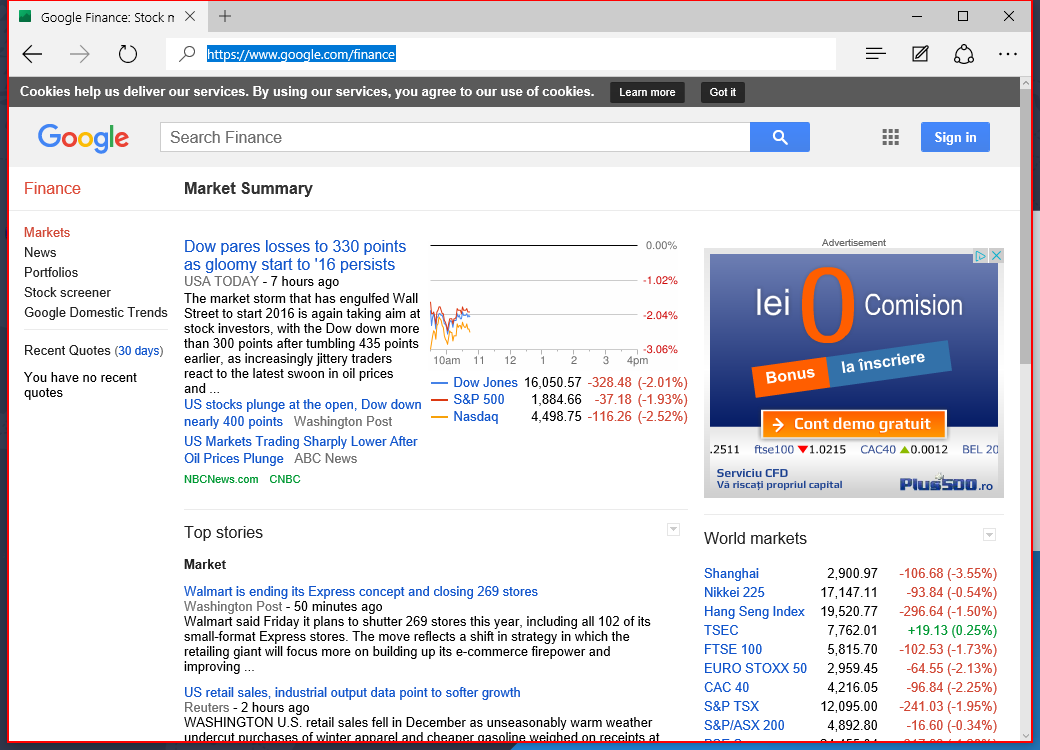 Google Finance: Stock m
https://www.google.com/finance
Cookies help us deliver our services. By using our services, you agree to our use of cookies. Learn more Got it
Google
Search Finance
Sign in
Finance
Market Summary
Markets
News
Portfolios
Stock screener
Google Domestic Trends
Recent Quotes (30 days)
You have no recent
quotes
Dow pares losses to 330 points
as gloomy start to '16 persists
USA TODAY - 7 hours ago
The market storm that has engulfed Wall
Street to start 2016 is again taking aim at
stock investors, with the Dow down more
than 300 points after tumbling 435 points
earlier, as increasingly jittery traders
react to the latest swoon in oil prices
and ...
US stocks plunge at the open, Dow down
nearly 400 points Washington Post
US Markets Trading Sharply Lower After
Oil Prices Plunge ABC News
NBCNews.com CNBC
0.00%
-1.02%
-2.04%
-3.06%
10am 11 12 1 2 3 4pm
Dow Jones 16,050.57 -328.48 (-2.01%)
S&P 500 1,884.66 -37.18 (-1.93%)
Nasdaq 4,498.75 -116.26 (-2.52%)
Advertisement
lei 0 Comision
Bonus la înscriere
Cont demo gratuit
.2511 ftse100 ▼1.0215 CAC40 ▲0.0012 BEL 20
Serviciu CFD
Vă riscați propriul capital
Plus500.ro
Top stories
Market
Walmart is ending its Express concept and closing 269 stores
Washington Post - 50 minutes ago
Walmart said Friday it plans to shutter 269 stores this year, including all 102 of its
small-format Express stores. The move reflects a shift in strategy in which the
retailing giant will focus more on building up its e-commerce firepower and
improving ...
US retail sales, industrial output data point to softer growth
Reuters - 2 hours ago
WASHINGTON U.S. retail sales fell in December as unseasonably warm weather
undercut purchases of winter apparel and cheaper gasoline weighed on receipts at
World markets
Shanghai 2,900.97 -106.68 (-3.55%)
Nikkei 225 17,147.11 -93.84 (-0.54%)
Hang Seng Index 19,520.77 -296.64 (-1.50%)
TSEC 7,762.01 +19.13 (0.25%)
FTSE 100 5,815.70 -102.53 (-1.73%)
EURO STOXX 50 2,959.45 -64.55 (-2.13%)
CAC 40 4,216.05 -96.84 (-2.25%)
S&P TSX 12,095.00 -241.03 (-1.95%)
S&P/ASX 200 4,892.80 -16.60 (-0.34%)